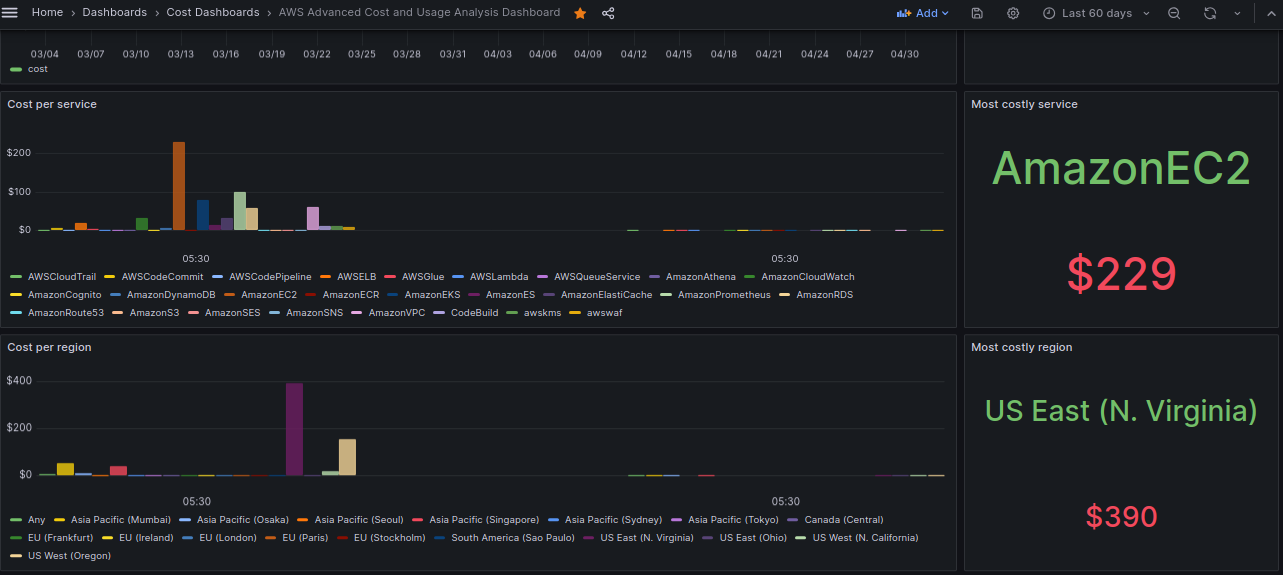 Home > Dashboards > Cost Dashboards > AWS Advanced Cost and Usage Analysis Dashboard Add Last 60 days
03/04 03/07 03/10 03/13 03/16 03/19 03/22 03/25 03/28 03/31 04/03 04/06 04/09 04/12 04/15 04/18 04/21 04/24 04/27 04/30
cost
Cost per service
$200
$100
$0
05:30 05:30
AWSCloudTrail AWSCodeCommit AWSCodePipeline AWSELB AWSGlue AWSLambda AWSQueueService AmazonAthena AmazonCloudWatch
AmazonCognito AmazonDynamoDB AmazonEC2 AmazonECR AmazonEKS AmazonES AmazonElastiCache AmazonPrometheus AmazonRDS
AmazonRoute53 AmazonS3 AmazonSES AmazonSNS AmazonVPC CodeBuild awskms awswaf
Most costly service
AmazonEC2
$229
Cost per region
$400
$200
$0
05:30 05:30
Any Asia Pacific (Mumbai) Asia Pacific (Osaka) Asia Pacific (Seoul) Asia Pacific (Singapore) Asia Pacific (Sydney) Asia Pacific (Tokyo) Canada (Central)
EU (Frankfurt) EU (Ireland) EU (London) EU (Paris) EU (Stockholm) South America (Sao Paulo) US East (N. Virginia) US East (Ohio) US West (N. California)
US West (Oregon)
Most costly region
US East (N. Virginia)
$390